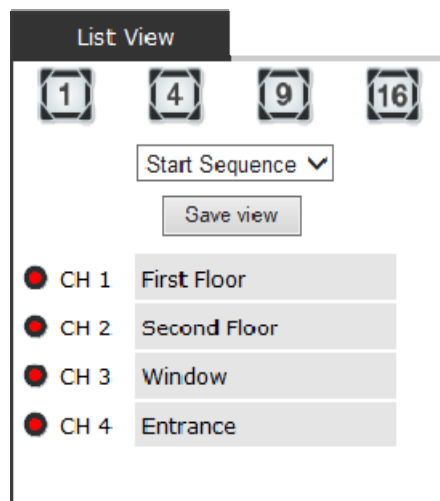 List View
1 4 9 16
Start Sequence
Save view
CH 1 First Floor
CH 2 Second Floor
CH 3 Window
CH 4 Entrance